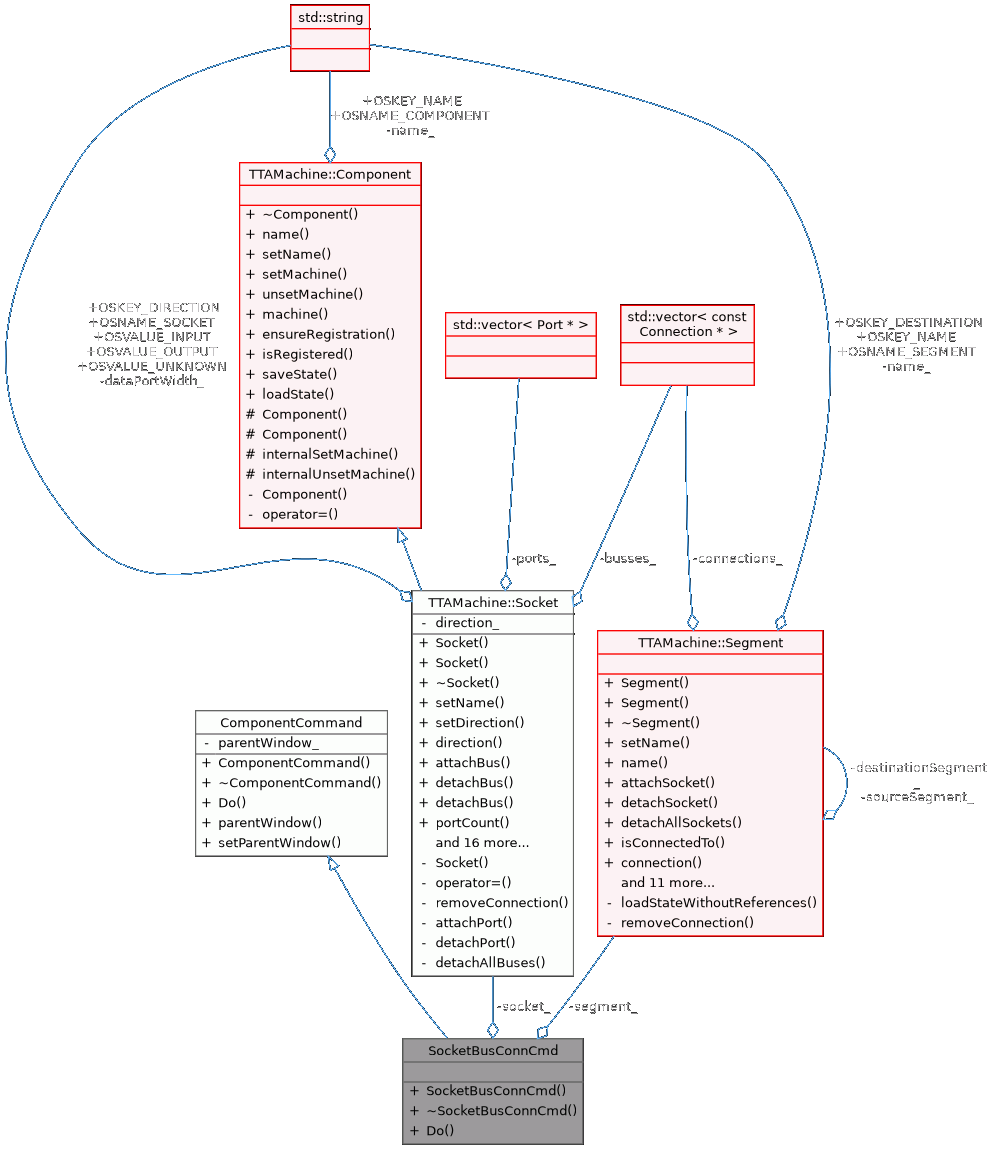 std::string
+OSKEY_NAME
+OSNAME_COMPONENT
-name_
TTAMachine::Component
+ ~Component()
+ name()
+ setName()
+ setMachine()
+ unsetMachine()
+ machine()
+ ensureRegistration()
+ isRegistered()
+ saveState()
+ loadState()
# Component()
# Component()
# internalSetMachine()
# internalUnsetMachine()
- Component()
- operator=()
+OSKEY_DIRECTION
+OSNAME_SOCKET
+OSVALUE_INPUT
+OSVALUE_OUTPUT
+OSVALUE_UNKNOWN
-dataPortWidth_
std::vector< Port * >
std::vector< const
Connection * >
+OSKEY_DESTINATION
+OSKEY_NAME
+OSNAME_SEGMENT
-name_
-ports_
-busses_
-connections_
TTAMachine::Socket
- direction_
+ Socket()
+ Socket()
+ ~Socket()
+ setName()
+ setDirection()
+ direction()
+ attachBus()
+ detachBus()
+ detachBus()
+ portCount()
and 16 more...
- Socket()
- operator=()
- removeConnection()
- attachPort()
- detachPort()
- detachAllBuses()
TTAMachine::Segment
+ Segment()
+ Segment()
+ ~Segment()
+ setName()
+ name()
+ attachSocket()
+ detachSocket()
+ detachAllSockets()
+ isConnectedTo()
+ connection()
and 11 more...
- loadStateWithoutReferences()
- removeConnection()
-destinationSegment
_
-sourceSegment_
ComponentCommand
- parentWindow_
+ ComponentCommand()
+ ~ComponentCommand()
+ Do()
+ parentWindow()
+ setParentWindow()
-socket_
-segment_
SocketBusConnCmd
+ SocketBusConnCmd()
+ ~SocketBusConnCmd()
+ Do()